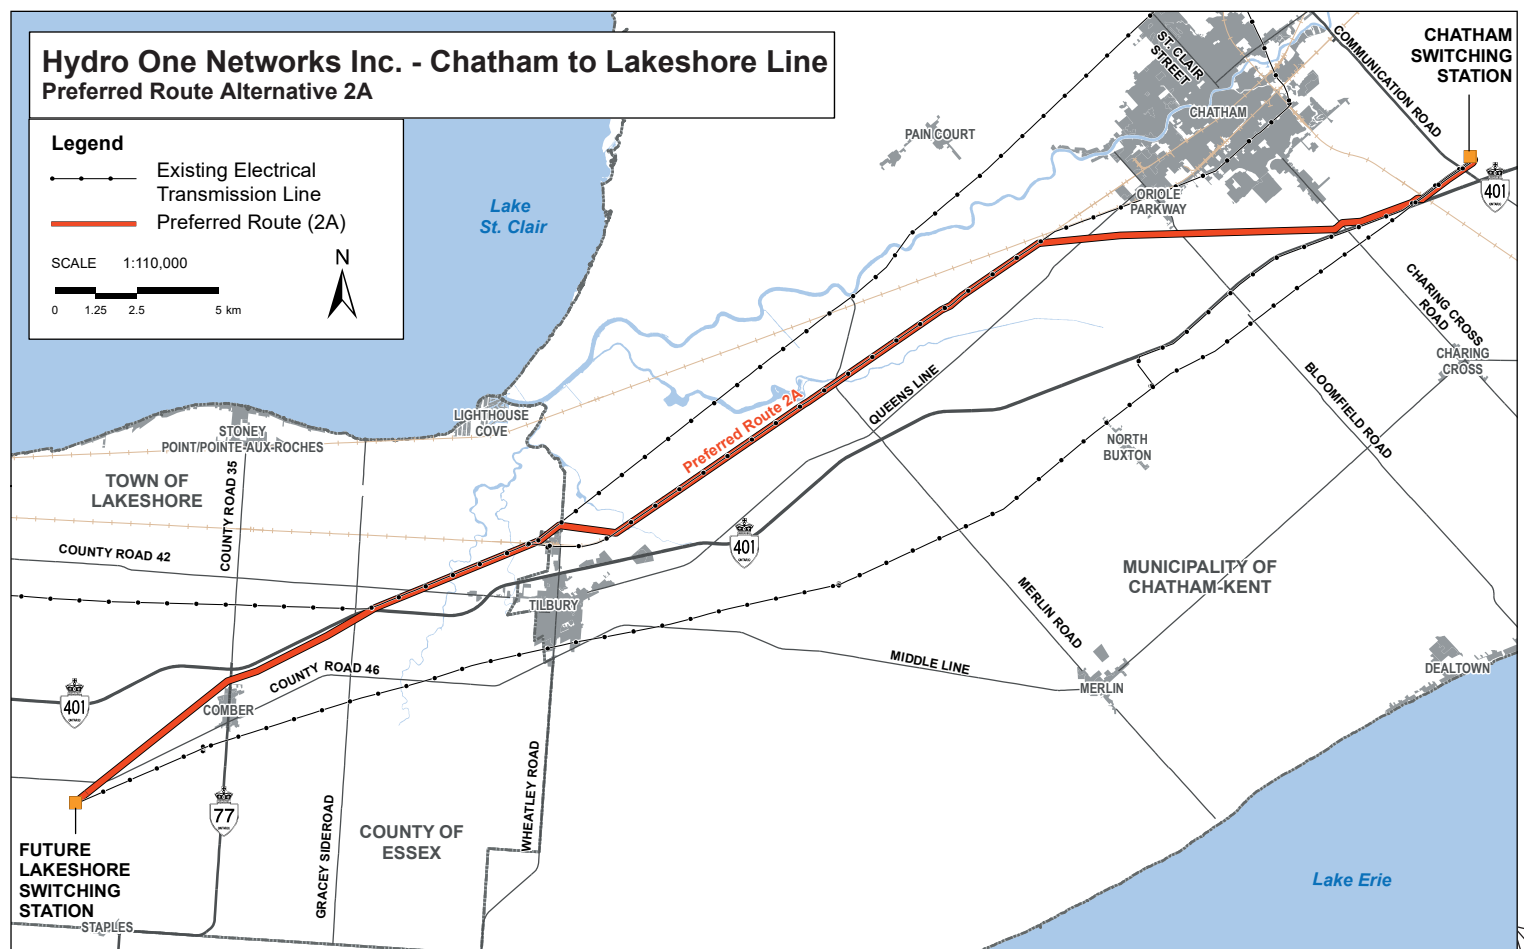 Hydro One Networks Inc. - Chatham to Lakeshore Line
Preferred Route Alternative 2A
Legend
Existing Electrical
Transmission Line
Preferred Route (2A)
SCALE 1:110,000
N
0 1.25 2.5 5 km
Lake
St. Clair
PAIN COURT
ST. CLAIR
STREET
CHATHAM
COMMUNICATION ROAD
CHATHAM
SWITCHING
STATION
401
ONTARIO
ORIOLE
PARKWAY
CHARING CROSS
ROAD
CHARING
CROSS
BLOOMFIELD ROAD
QUEENS LINE
Preferred Route 2A
NORTH
BUXTON
LIGHTHOUSE
COVE
STONEY
POINT/POINTE-AUX-ROCHES
TOWN OF
LAKESHORE
COUNTY ROAD 35
COUNTY ROAD 42
401
ONTARIO
MUNICIPALITY OF
CHATHAM-KENT
TILBURY
MERLIN ROAD
MIDDLE LINE
MERLIN
DEALTOWN
COUNTY ROAD 46
401
ONTARIO
COMBER
77
ONTARIO
GRACEY SIDEROAD
WHEATLEY ROAD
COUNTY OF
ESSEX
FUTURE
LAKESHORE
SWITCHING
STATION
STAPLES
Lake Erie